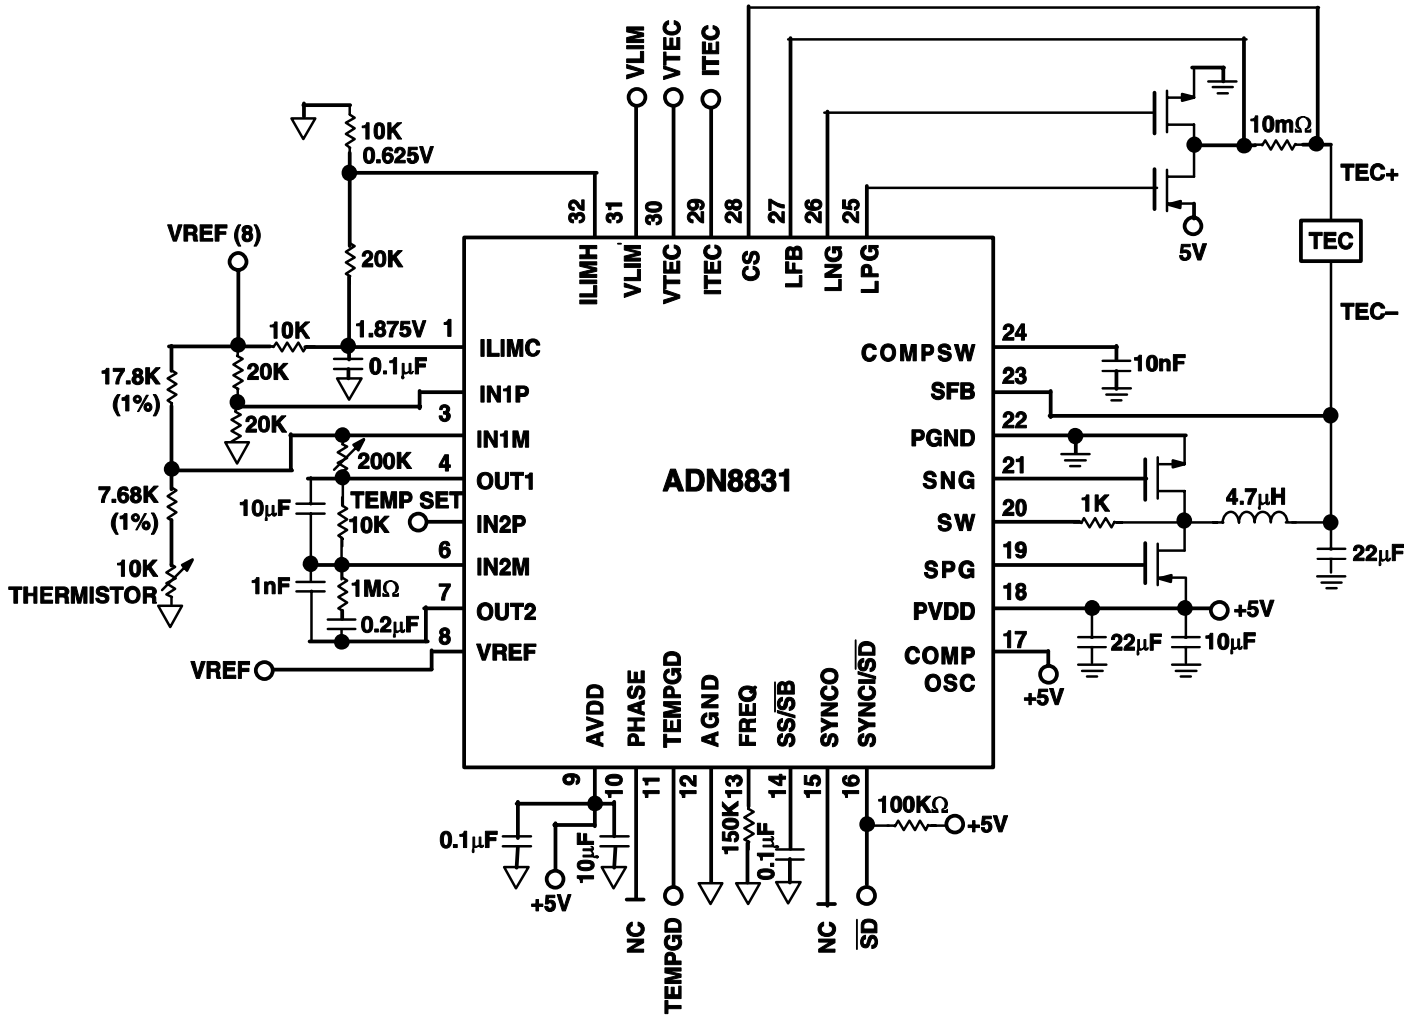 VLIM
VTEC
ITEC
10K
0.625V
10mΩ
TEC+
32
31
30
29
28
27
26
25
5V
TEC
VREF (8)
20K
ILIMH
VLIM
VTEC
ITEC
CS
LFB
LNG
LPG
TEC–
10K
1.875V
1
ILIMC
24
COMPSW
10nF
17.8K
(1%)
20K
0.1µF
23
SFB
IN1P
20K
3
22
PGND
IN1M
200K
4
OUT1
ADN8831
21
SNG
7.68K
(1%)
10µF
TEMP SET
10K
IN2P
20
SW
1K
4.7µH
6
IN2M
19
SPG
22µF
10K
THERMISTOR
1nF
1MΩ
7
OUT2
18
PVDD
+5V
0.2µF
8
VREF
VREF
22µF
10µF
17
COMP
OSC
+5V
AVDD
PHASE
TEMPGD
AGND
FREQ
SS/SB
SYNCO
SYNCI/SD
9
10
11
12
13
14
15
16
100KΩ
+5V
0.1µF
10µF
150K
0.1µF
+5V
NC
TEMPGD
NC
SD